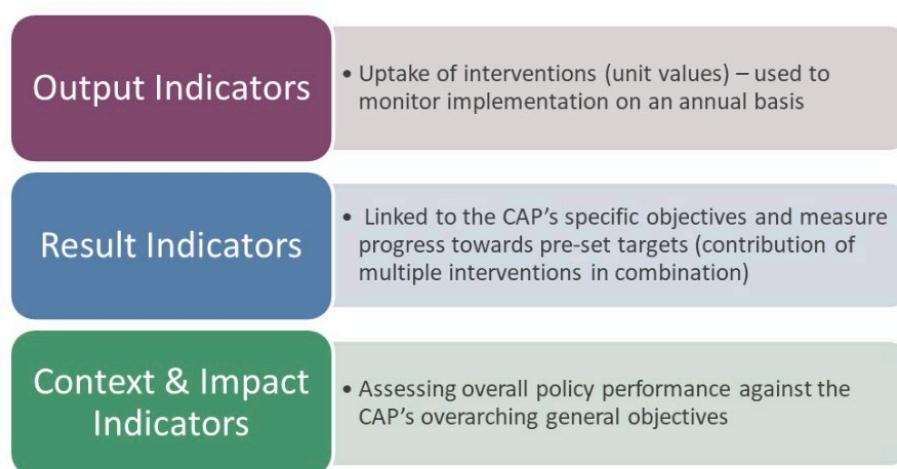 Output Indicators
• Uptake of interventions (unit values) – used to
monitor implementation on an annual basis
Result Indicators
• Linked to the CAP’s specific objectives and measure
progress towards pre-set targets (contribution of
multiple interventions in combination)
Context & Impact
Indicators
• Assessing overall policy performance against the
CAP’s overarching general objectives